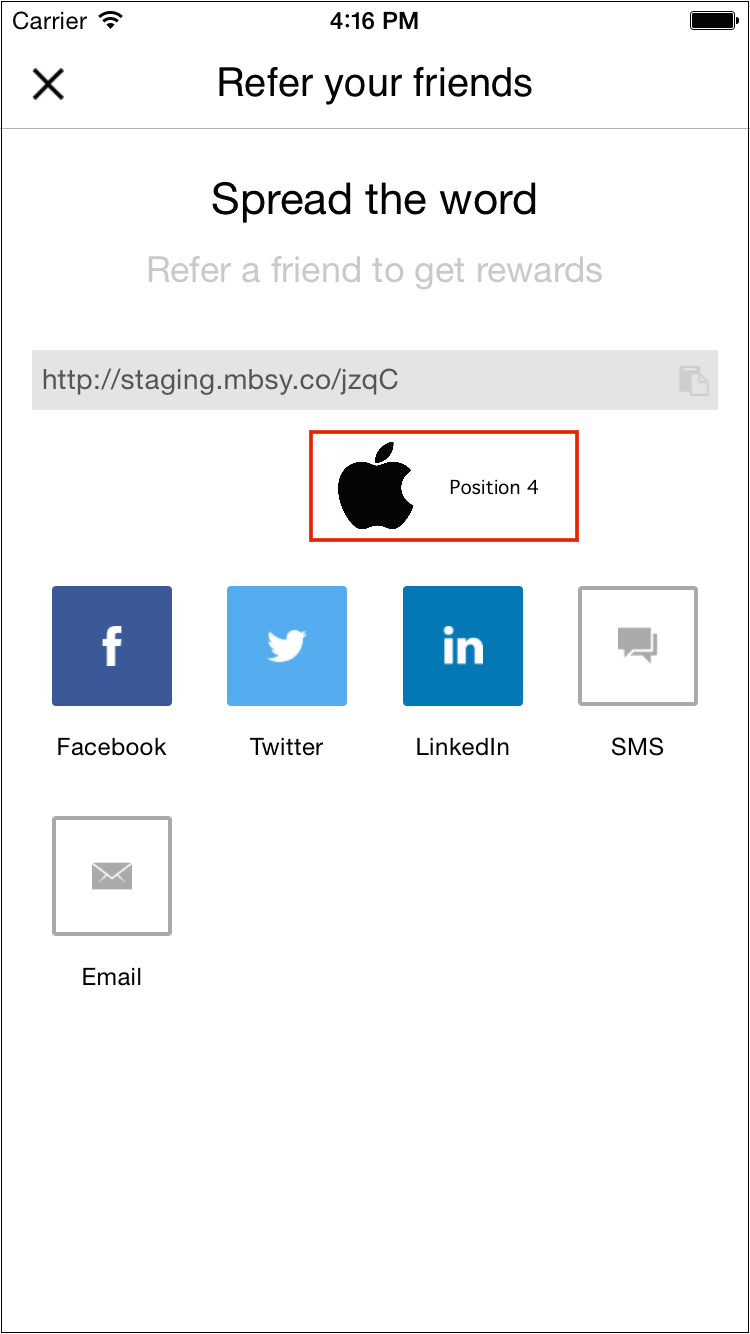 Carrier 4:16 PM
Refer your friends
Spread the word
Refer a friend to get rewards
http://staging.mbsy.co/jzqC
Position 4
Facebook Twitter LinkedIn SMS
Email